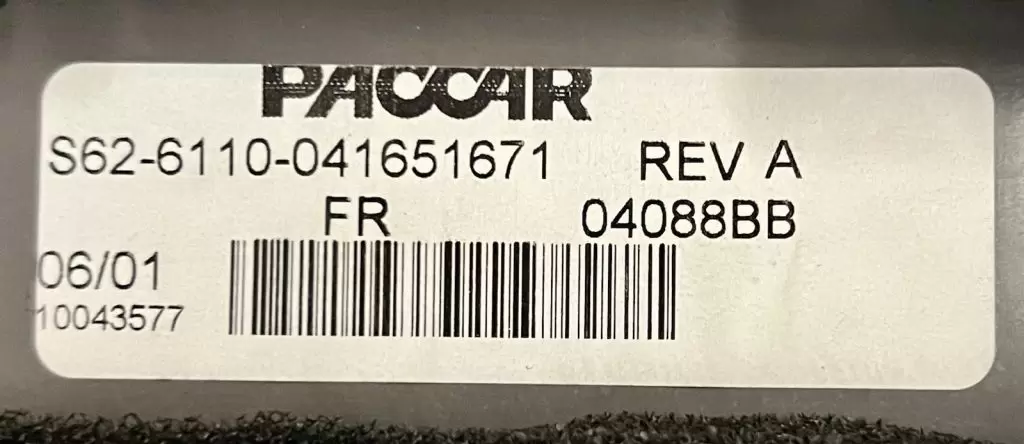 PACCAR
S62-6110-041651671 REV A
FR 04088BB
06/01
10043577